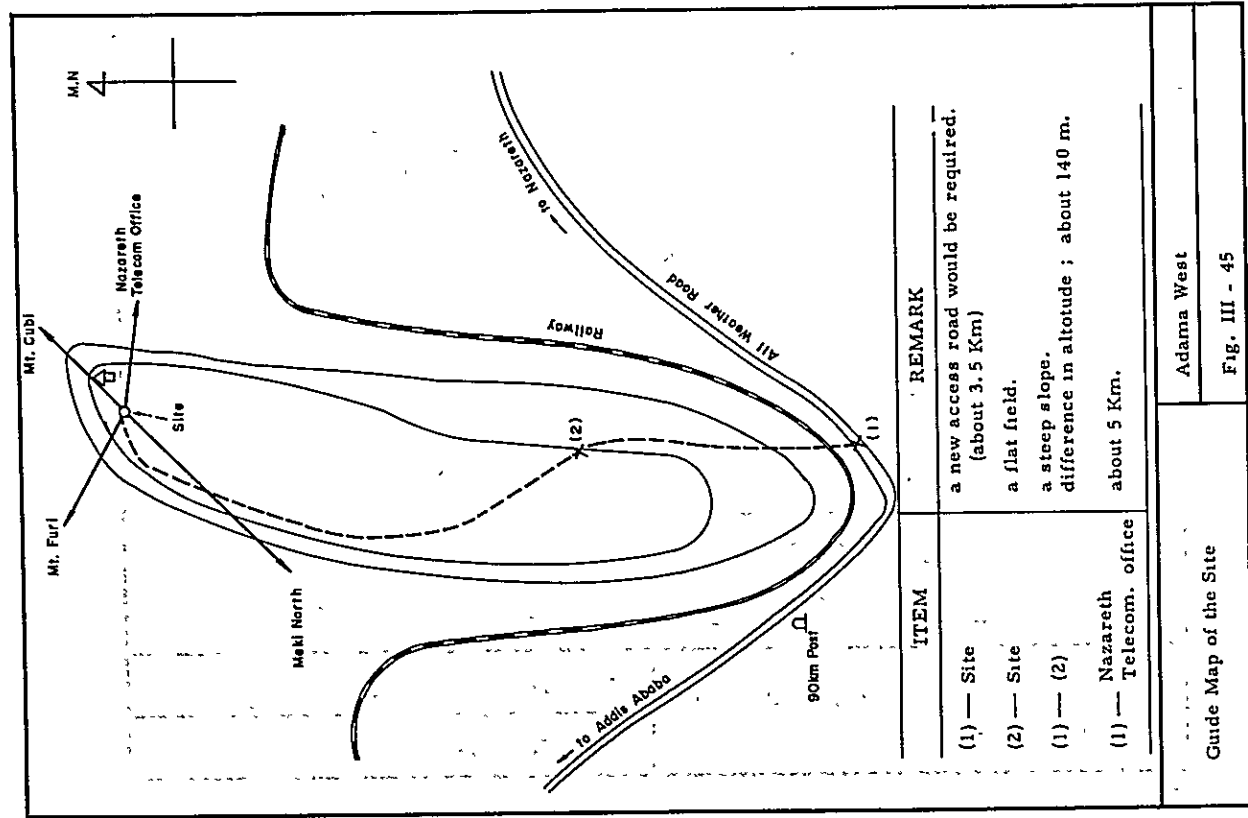 M.N
Mt. Cubi
Nazareth
Telecom Office
Mt. Furi
Site
Meki North
(2)
Railway
All Weather Road
to Nazareth
(1)
90km Post
to Addis Ababa
ITEM REMARK
(1) — Site a new access road would be required.
(about 3.5 Km)
(2) — Site a flat field.
(1) — (2) a steep slope.
difference in altotude ; about 140 m.
(1) — Nazareth
Telecom. office about 5 Km.
Guide Map of the Site
Adama West
Fig. III - 45